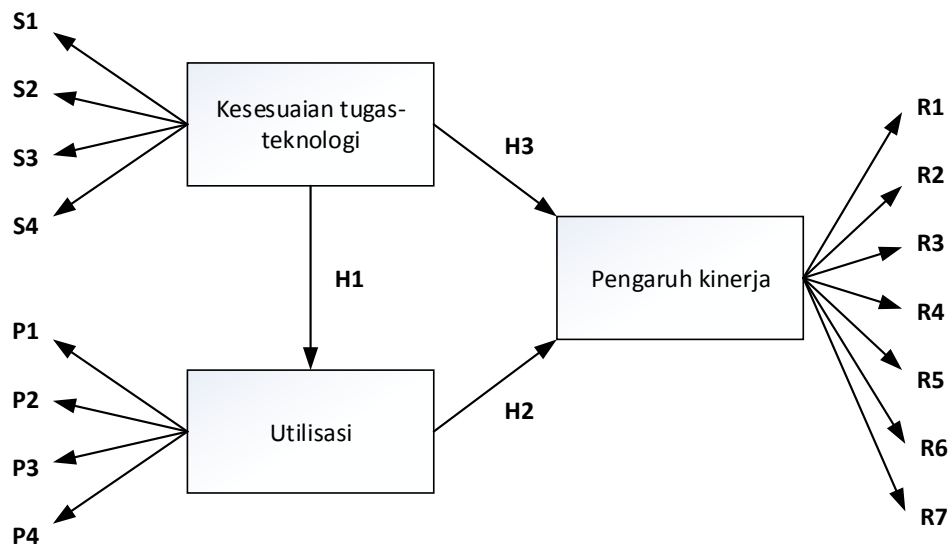 S1
S2
S3
S4
Kesesuaian tugas-
teknologi
H3
H1
Pengaruh kinerja
R1
R2
R3
R4
R5
R6
R7
P1
P2
P3
P4
Utilisasi
H2